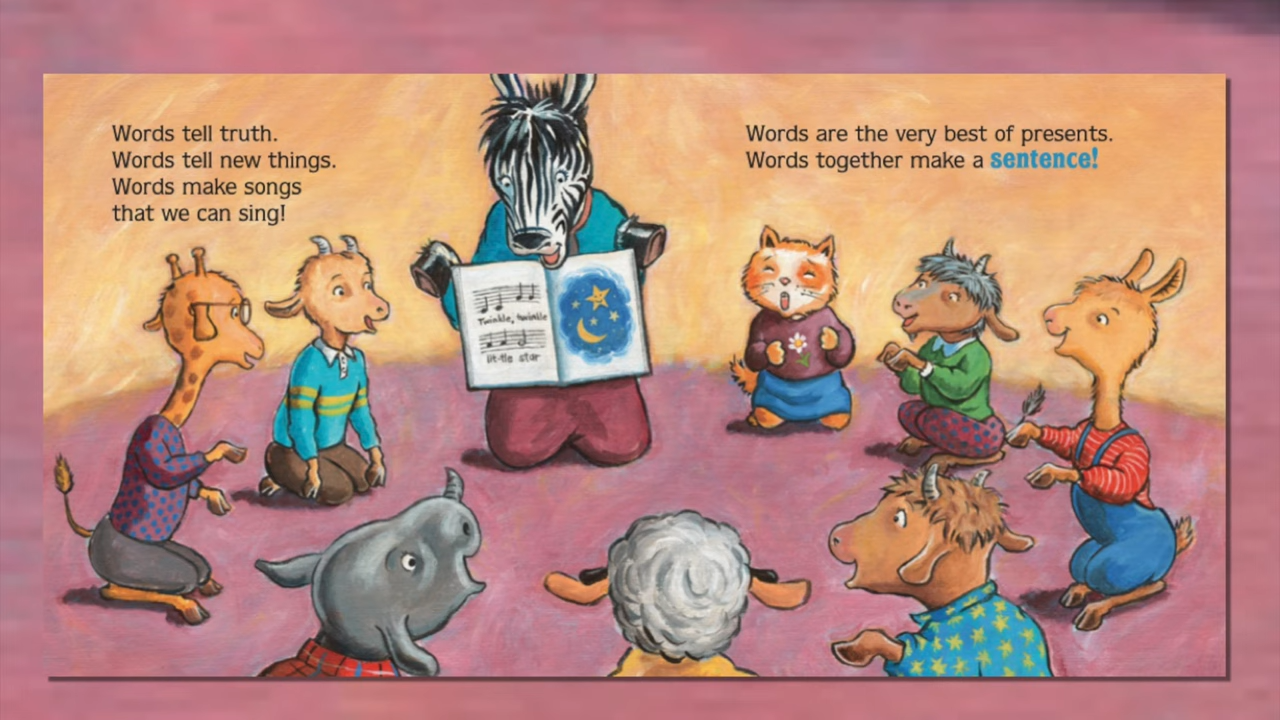 Words tell truth.
Words tell new things.
Words make songs
that we can sing!
Twinkle, twinkle
lit-tle star
Words are the very best of presents.
Words together make a sentence!